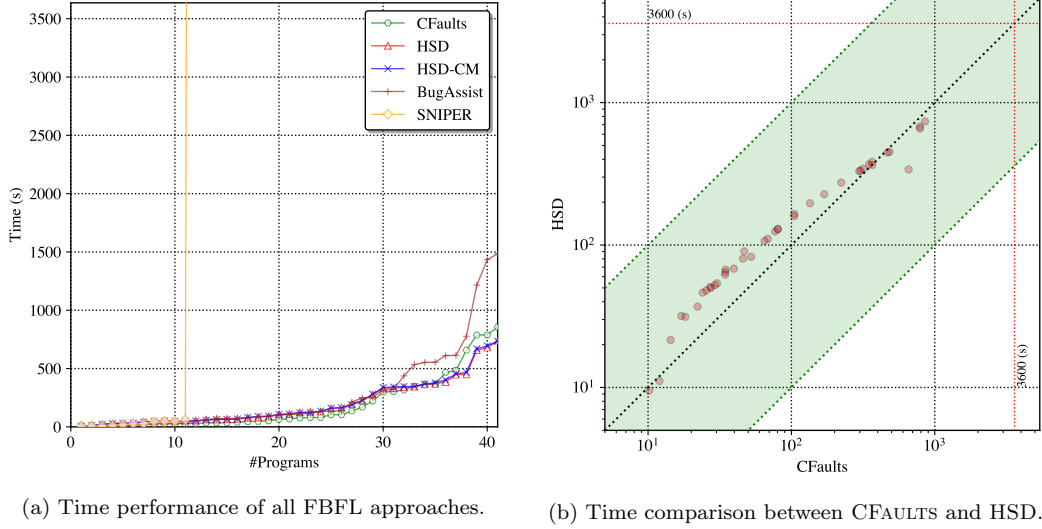 3500
3000
2500
2000
1500
1000
500
0
Time (s)
0
10
20
30
40
#Programs
CFaults
HSD
HSD-CM
BugAssist
SNIPER
(a) Time performance of all FBFL approaches.
3600 (s)
10³
10²
10¹
HSD
3600 (s)
10¹
10²
10³
CFaults
(b) Time comparison between CFAULTS and HSD.